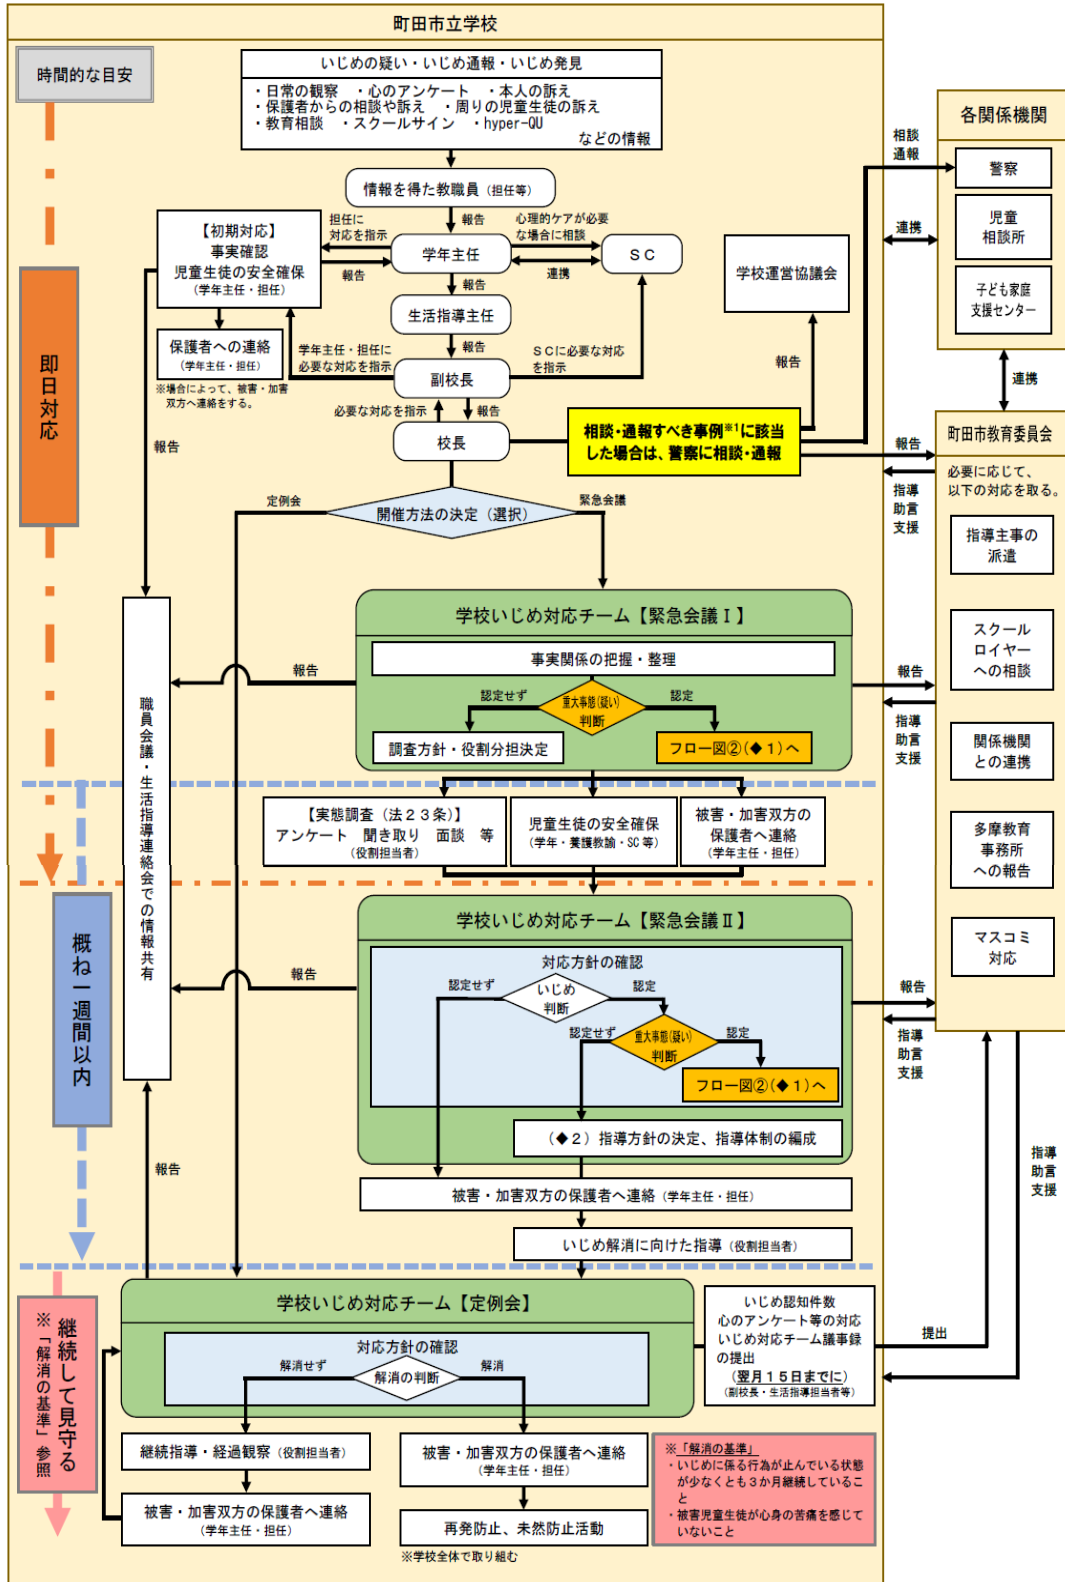 町田市立学校
時間的な目安
いじめの疑い・いじめ通報・いじめ発見
・日常の観察　・心のアンケート　・本人の訴え
・保護者からの相談や訴え　・周りの児童生徒の訴え
・教育相談　・スクールサイン　・hyper-QU
などの情報
情報を得た教職員（担任等）
報告
担任に
対応を指示
心理的ケアが必要
な場合に相談
【初期対応】
事実確認
児童生徒の安全確保
（学年主任・担任）
学年主任
報告
連携
ＳＣ
報告
生活指導主任
報告
保護者への連絡
（学年主任・担任）
※場合によって、被害・加害
双方へ連絡をする。
学年主任・担任に
必要な対応を指示
ＳＣに必要な対応
を指示
副校長
必要な対応を指示
報告
校長
報告
相談・通報すべき事例※1に該当
した場合は、警察に相談・通報
学校運営協議会
報告
相談
通報
連携
各関係機関
警察
児童
相談所
子ども家庭
支援センター
連携
報告
指導
助言
支援
町田市教育委員会
必要に応じて、
以下の対応を取る。
指導主事の
派遣
スクール
ロイヤー
への相談
関係機関
との連携
多摩教育
事務所
への報告
マスコミ
対応
即日対応
定例会
開催方法の決定（選択）
緊急会議
学校いじめ対応チーム【緊急会議Ⅰ】
事実関係の把握・整理
報告
認定せず
重大事態(疑い)
判断
認定
調査方針・役割分担決定
フロー図②(◆１)へ
報告
指導
助言
支援
職員会議・生活指導連絡会での情報共有
【実態調査（法２３条）】
アンケート　聞き取り　面談　等
（役割担当者）
児童生徒の安全確保
（学年・養護教諭・SC等）
被害・加害双方の
保護者へ連絡
（学年主任・担任）
概ね一週間以内
学校いじめ対応チーム【緊急会議Ⅱ】
対応方針の確認
報告
認定せず
いじめ
判断
認定
認定せず
重大事態(疑い)
判断
認定
フロー図②(◆１)へ
報告
指導
助言
支援
(◆２) 指導方針の決定、指導体制の編成
報告
被害・加害双方の保護者へ連絡（学年主任・担任）
いじめ解消に向けた指導（役割担当者）
指導
助言
支援
継続して見守る
※「解消の基準」参照
学校いじめ対応チーム【定例会】
対応方針の確認
解消せず
解消の判断
解消
いじめ認知件数
心のアンケート等の対応
いじめ対応チーム議事録
の提出
（翌月１５日までに）
（副校長・生活指導担当者等）
提出
継続指導・経過観察（役割担当者）
被害・加害双方の保護者へ連絡
（学年主任・担任）
被害・加害双方の保護者へ連絡
（学年主任・担任）
再発防止、未然防止活動
※学校全体で取り組む
※「解消の基準」
・いじめに係る行為が止んでいる状態
が少なくとも３か月継続しているこ
と
・被害児童生徒が心身の苦痛を感じて
いないこと